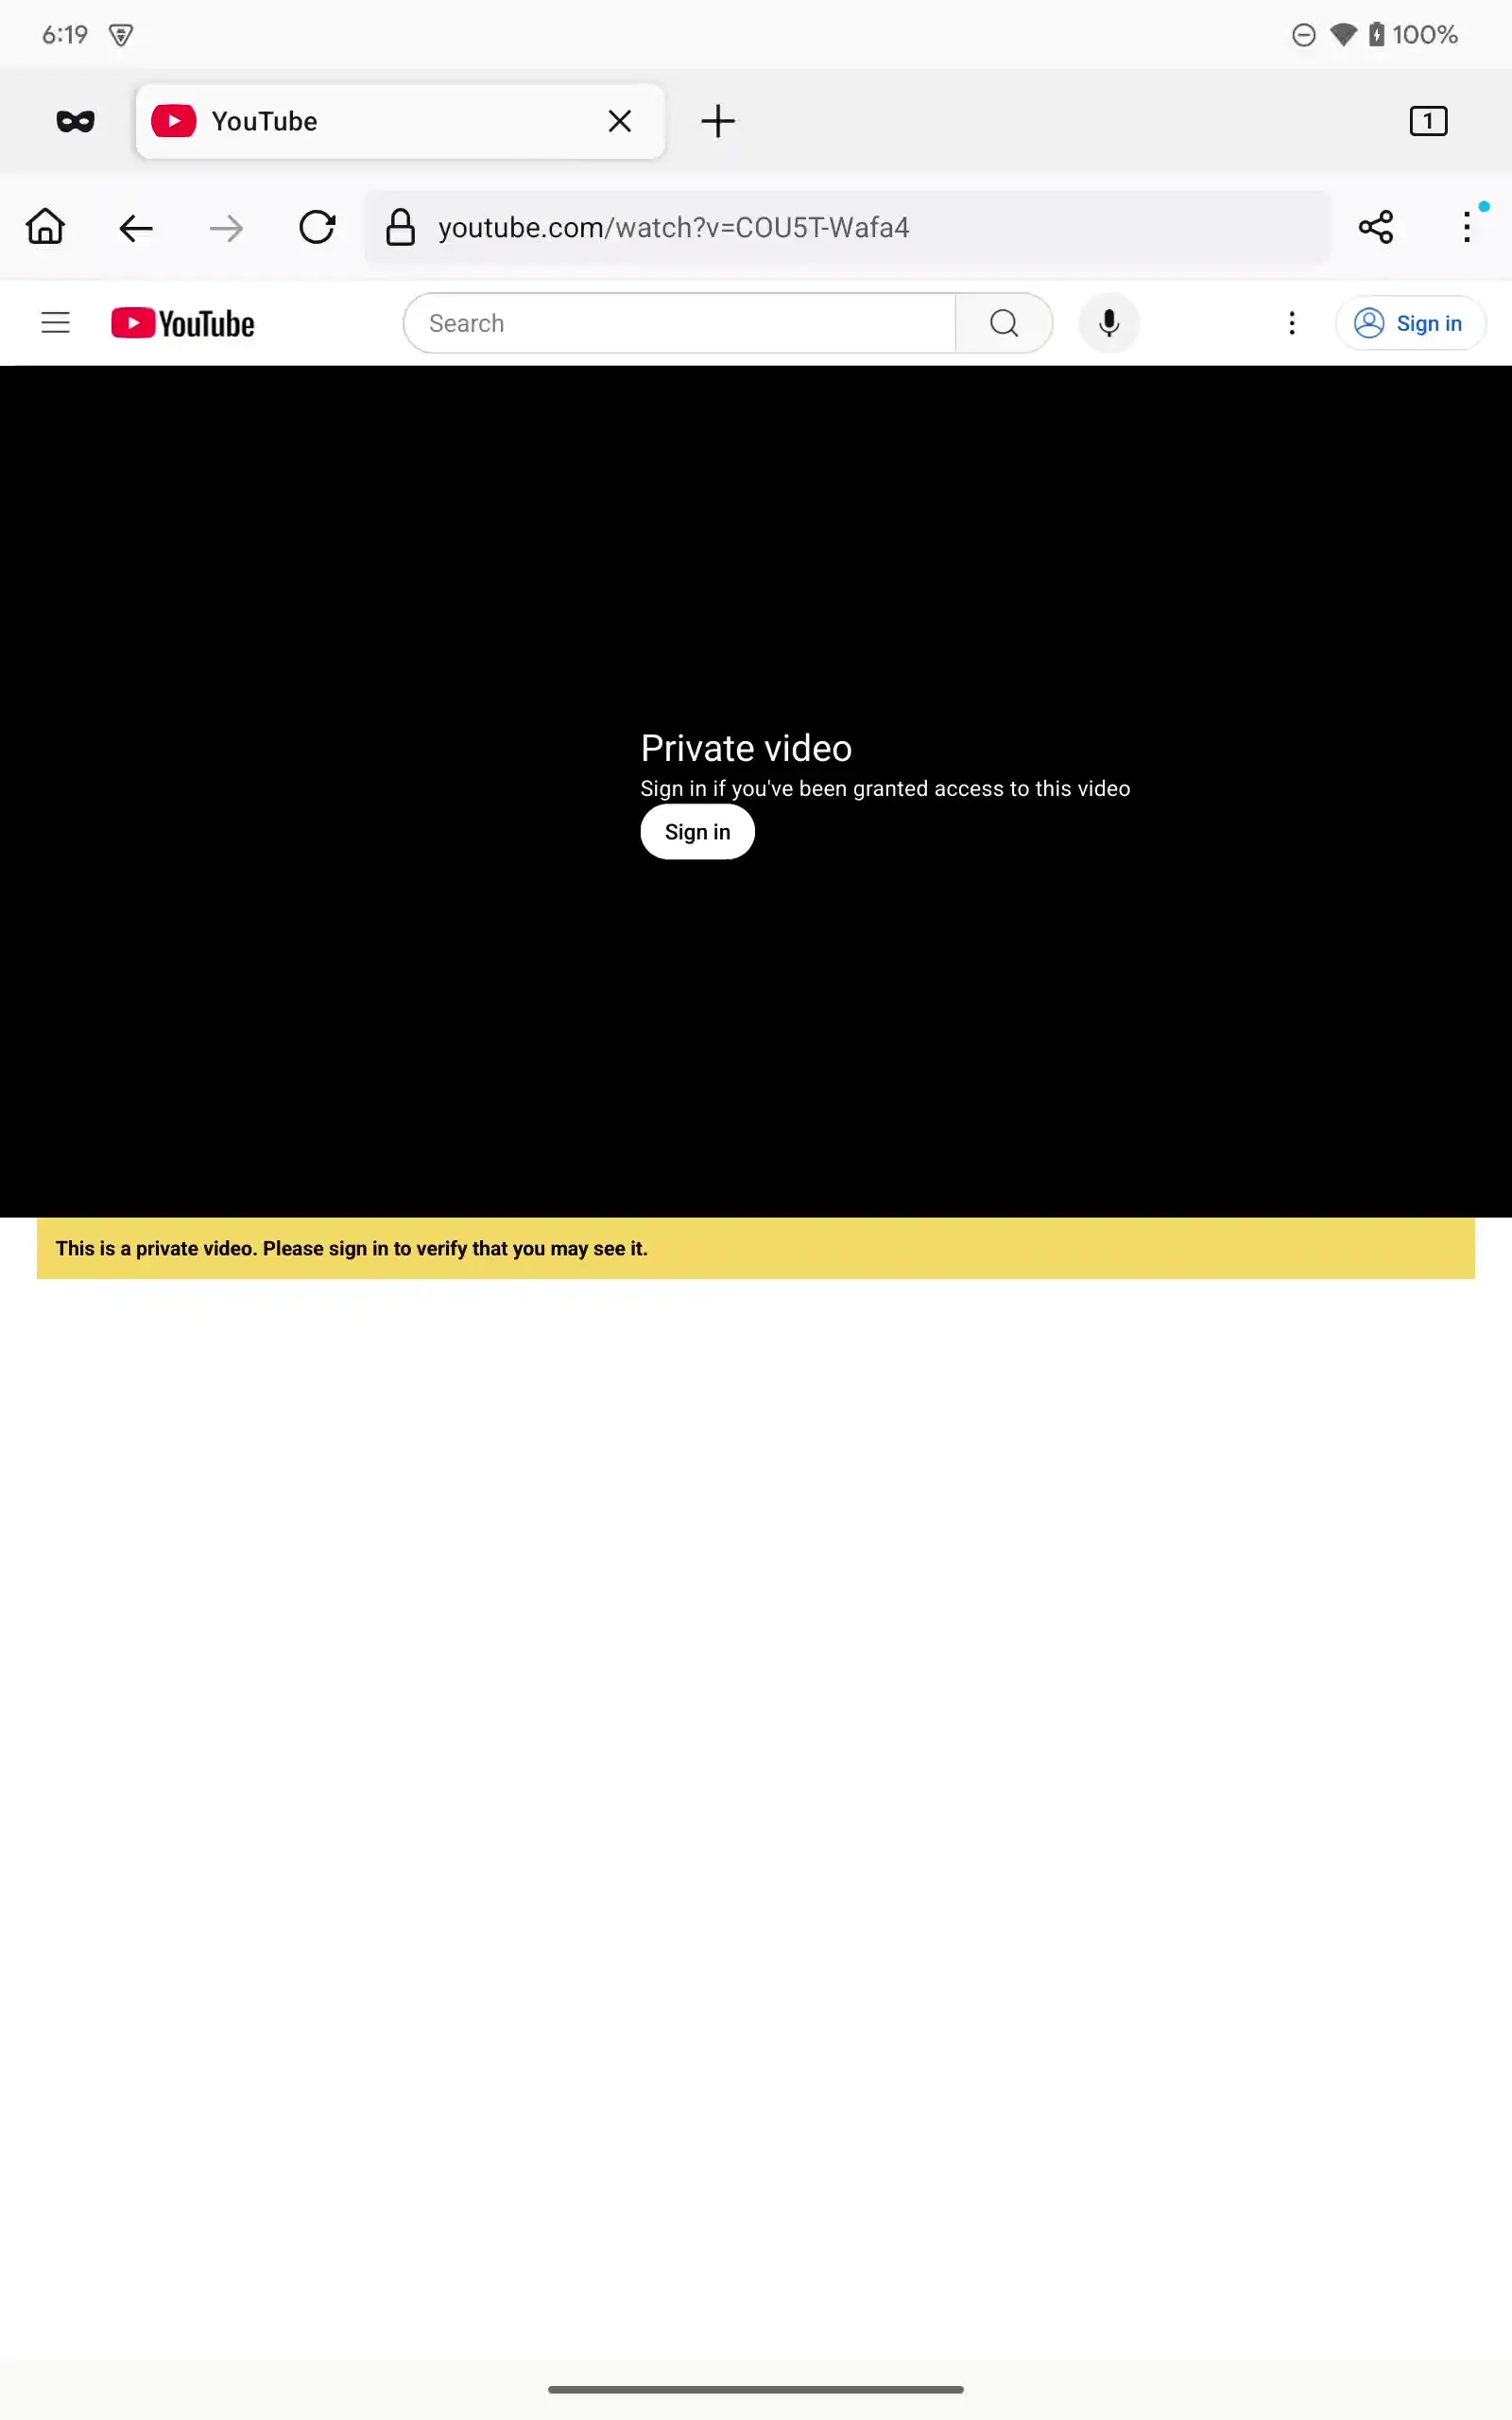 6:19
100%
YouTube
1
youtube.com/watch?v=COU5T-Wafa4
YouTube
Search
Sign in
Private video
Sign in if you've been granted access to this video
Sign in
This is a private video. Please sign in to verify that you may see it.